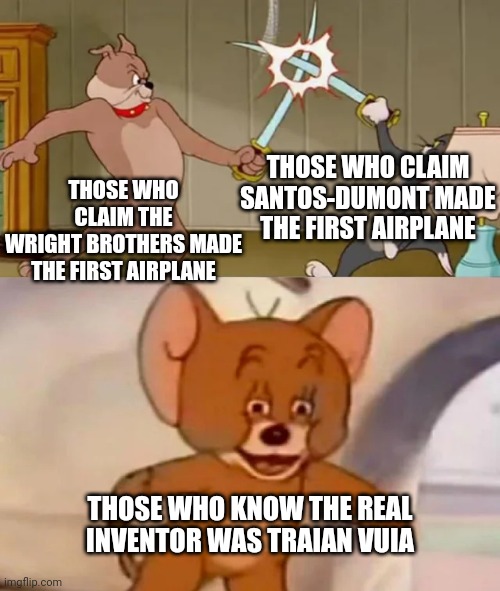 THOSE WHO
CLAIM THE
WRIGHT BROTHERS MADE
THE FIRST AIRPLANE
THOSE WHO CLAIM
SANTOS-DUMONT MADE
THE FIRST AIRPLANE
THOSE WHO KNOW THE REAL
INVENTOR WAS TRAIAN VUIA
imgflip.com